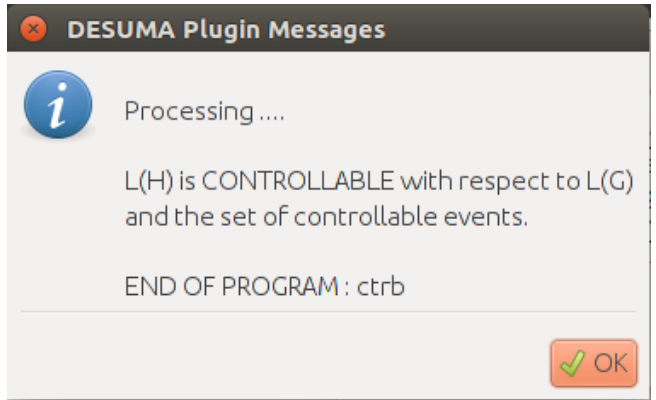 DESUMA Plugin Messages
Processing ....
L(H) is CONTROLLABLE with respect to L(G)
and the set of controllable events.
END OF PROGRAM : ctrb
OK